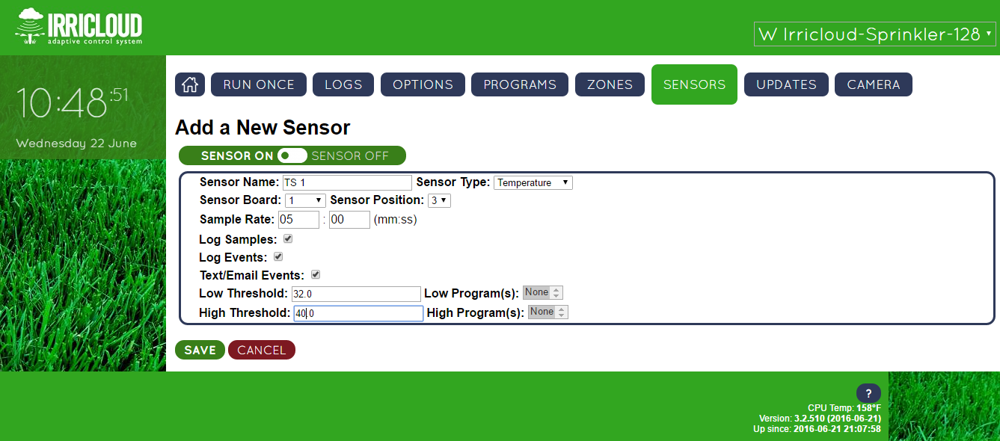 IRRICLOUD
adaptive control system
W Irricloud-Sprinkler-128
10:48:51
Wednesday 22 June
RUN ONCE LOGS OPTIONS PROGRAMS ZONES SENSORS UPDATES CAMERA
Add a New Sensor
SENSOR ON SENSOR OFF
Sensor Name: TS 1 Sensor Type: Temperature
Sensor Board: 1 Sensor Position: 3
Sample Rate: 05 : 00 (mm:ss)
Log Samples:
Log Events:
Text/Email Events:
Low Threshold: 32.0 Low Program(s): None
High Threshold: 40.0 High Program(s): None
SAVE CANCEL
?
CPU Temp: 158°F
Version: 3.2.510 (2016-06-21)
Up since: 2016-06-21 21:07:58